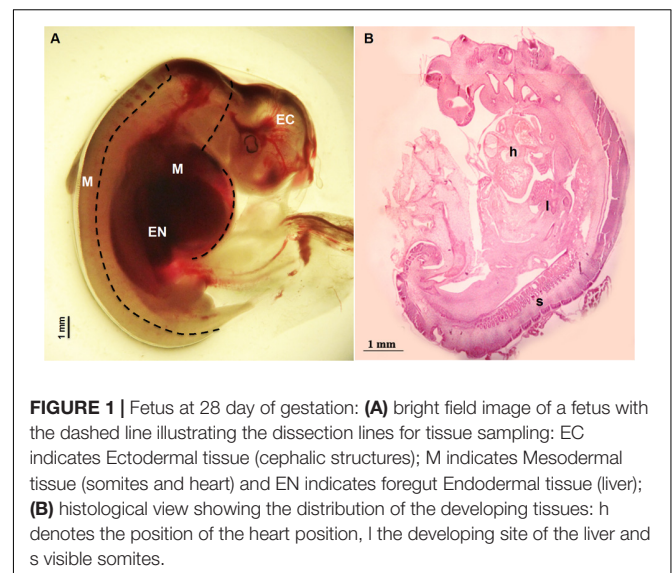 A
B
EC
M
M
h
l
EN
s
1 mm
1 mm
FIGURE 1 | Fetus at 28 day of gestation: (A) bright field image of a fetus with
the dashed line illustrating the dissection lines for tissue sampling: EC
indicates Ectodermal tissue (cephalic structures); M indicates Mesodermal
tissue (somites and heart) and EN indicates foregut Endodermal tissue (liver);
(B) histological view showing the distribution of the developing tissues: h
denotes the position of the heart position, l the developing site of the liver and
s visible somites.